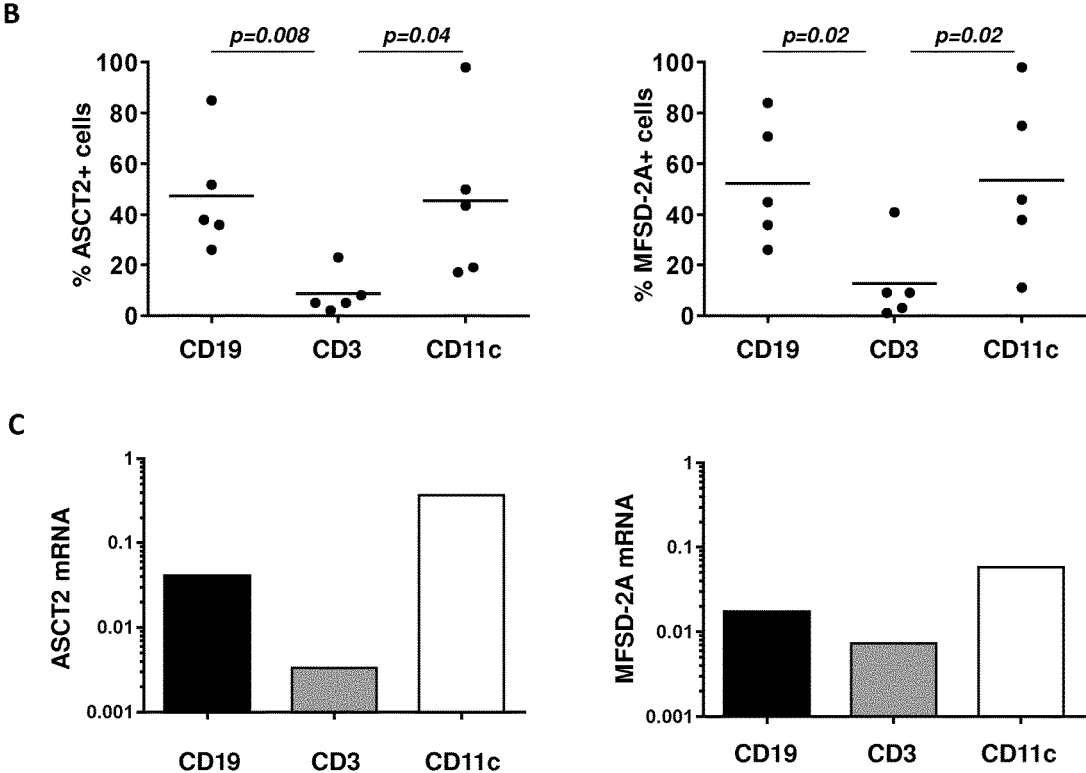 B
p=0.008 p=0.04
% ASCT2+ cells
100
80
60
40
20
0
CD19 CD3 CD11c
p=0.02 p=0.02
% MFSD-2A+ cells
100
80
60
40
20
0
CD19 CD3 CD11c
C
ASCT2 mRNA
1
0.1
0.01
0.001
CD19 CD3 CD11c
MFSD-2A mRNA
1
0.1
0.01
0.001
CD19 CD3 CD11c